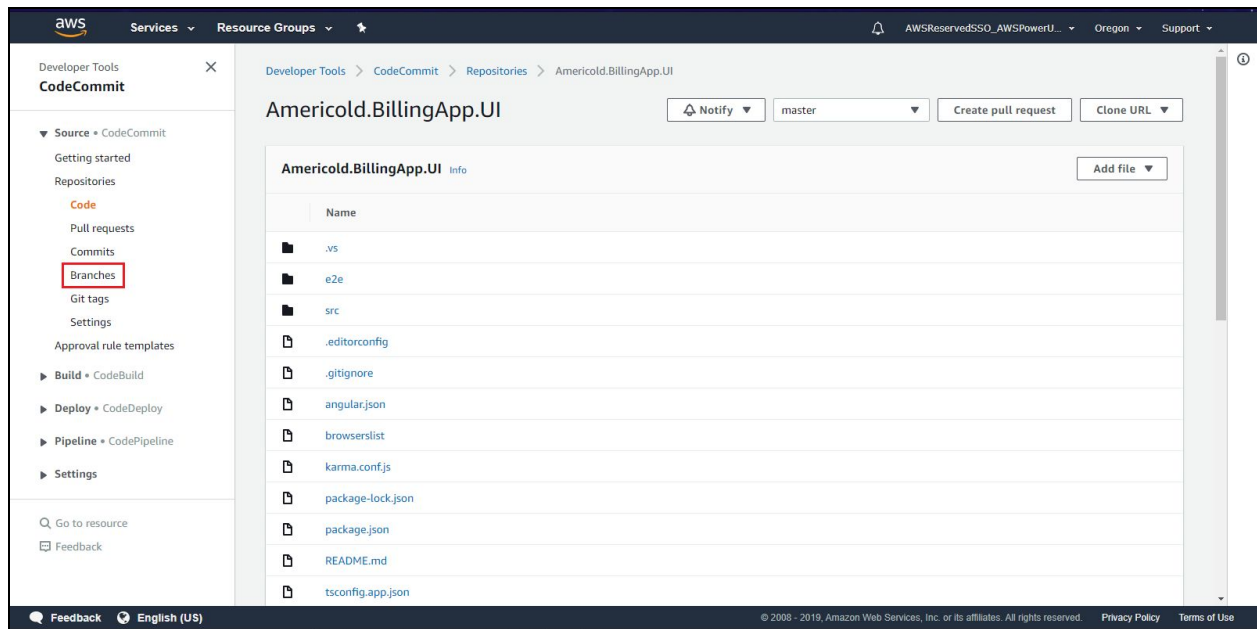 aws Services Resource Groups AWSReservedSSO_AWSPowerU... Oregon Support
Developer Tools
CodeCommit
Source • CodeCommit
Getting started
Repositories
Code
Pull requests
Commits
Branches
Git tags
Settings
Approval rule templates
Build • CodeBuild
Deploy • CodeDeploy
Pipeline • CodePipeline
Settings
Go to resource
Feedback
Developer Tools > CodeCommit > Repositories > Americold.BillingApp.UI
Americold.BillingApp.UI Notify master Create pull request Clone URL
Americold.BillingApp.UI Info Add file
Name
.vs
e2e
src
.editorconfig
.gitignore
angular.json
browserslist
karma.conf.js
package-lock.json
package.json
README.md
tsconfig.app.json
Feedback English (US) © 2008 - 2019, Amazon Web Services, Inc. or its affiliates. All rights reserved. Privacy Policy Terms of Use